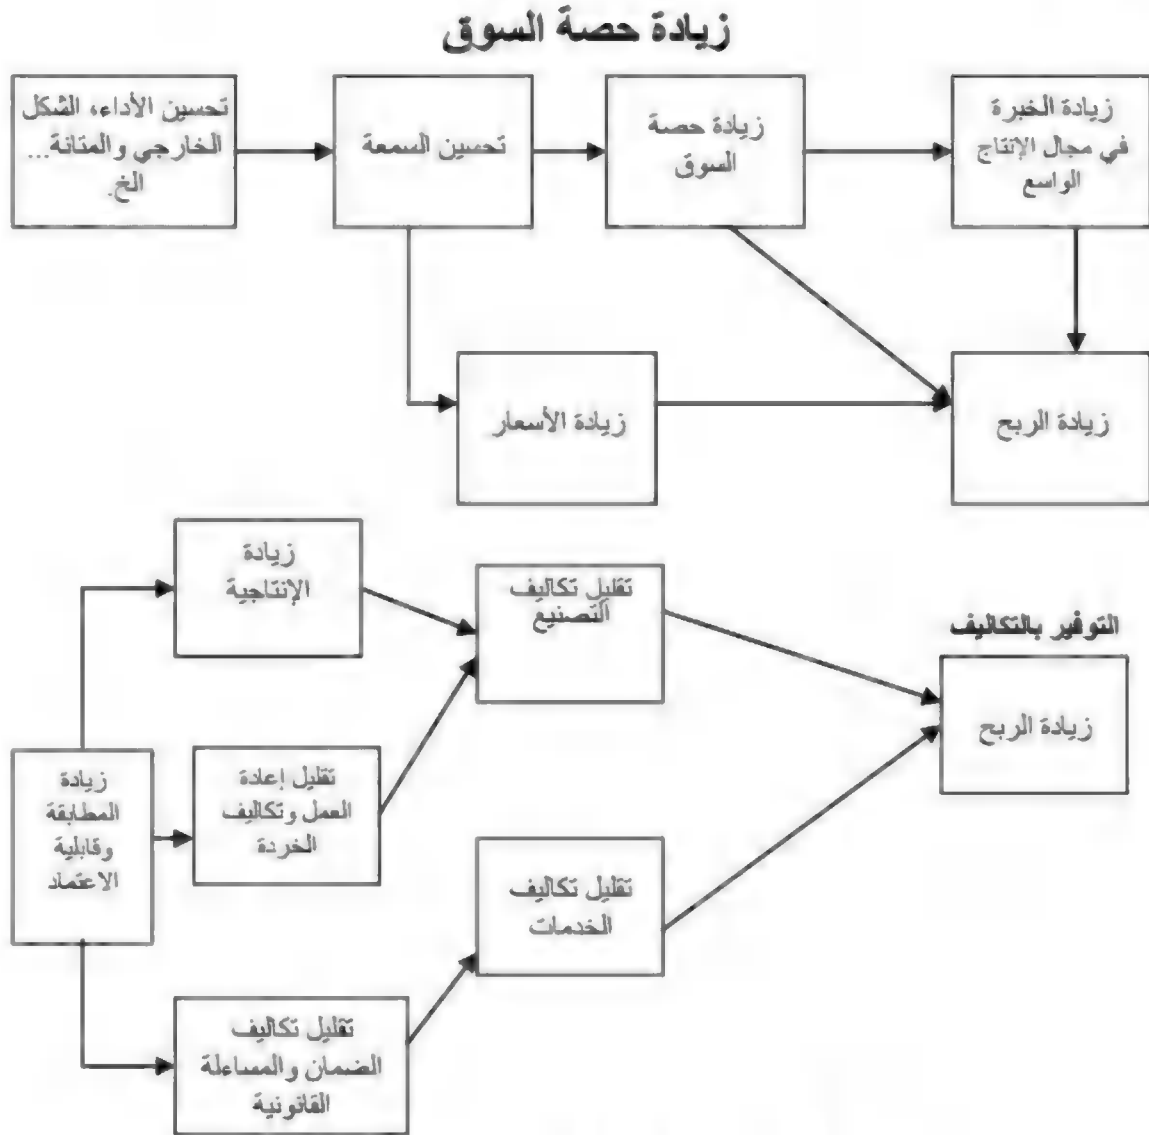 زيادة حصة السوق
تحسين الأداء، الشكل
الخارجي والمتانة...
الخ.
تحسين السمعة
زيادة حصة
السوق
زيادة الخبرة
في مجال الإنتاج
الواسع
زيادة الأسعار
زيادة الربح
زيادة
الإنتاجية
تقليل تكاليف
التصنيع
التوفير بالتكاليف
زيادة الربح
زيادة
المطابقة
وقابلية
الاعتماد
تقليل إعادة
العمل وتكاليف
الخردة
تقليل تكاليف
الخدمات
تقليل تكاليف
الضمان والمساءلة
القانونية